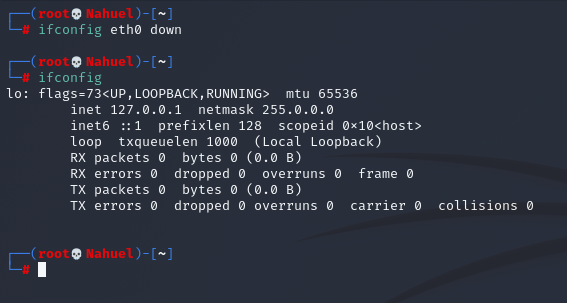 ┌──(root💀Nahuel)-[~]
└─# ifconfig eth0 down

┌──(root💀Nahuel)-[~]
└─# ifconfig
lo: flags=73<UP,LOOPBACK,RUNNING>  mtu 65536
        inet 127.0.0.1  netmask 255.0.0.0
        inet6 ::1  prefixlen 128  scopeid 0×10<host>
        loop  txqueuelen 1000  (Local Loopback)
        RX packets 0  bytes 0 (0.0 B)
        RX errors 0  dropped 0  overruns 0  frame 0
        TX packets 0  bytes 0 (0.0 B)
        TX errors 0  dropped 0 overruns 0  carrier 0  collisions 0

┌──(root💀Nahuel)-[~]
└─#